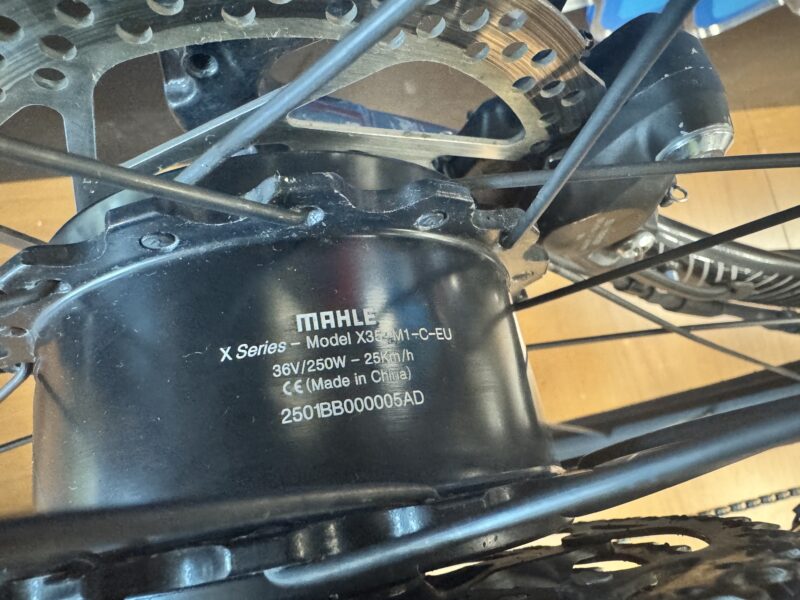 MAHLE
X Series - Model X35-M1-C-EU
36V/250W - 25Km/h
CE (Made in China)
2501BB000005AD